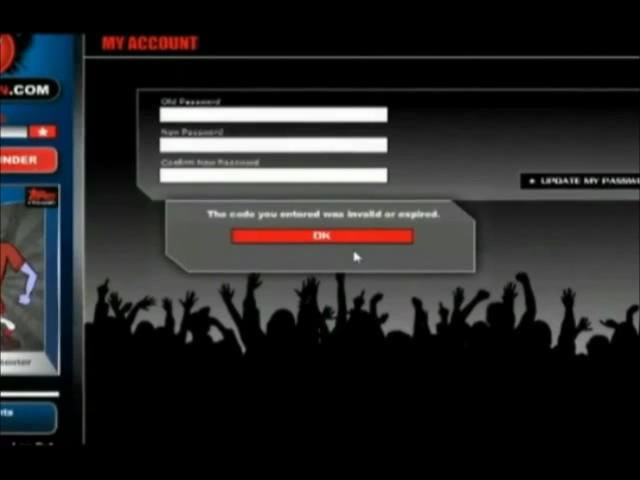 MY ACCOUNT
N.COM
Old Password
New Password
Confirm New Password
NDER
UPDATE MY PASSW
Topps
The code you entered was invalid or expired.
OK